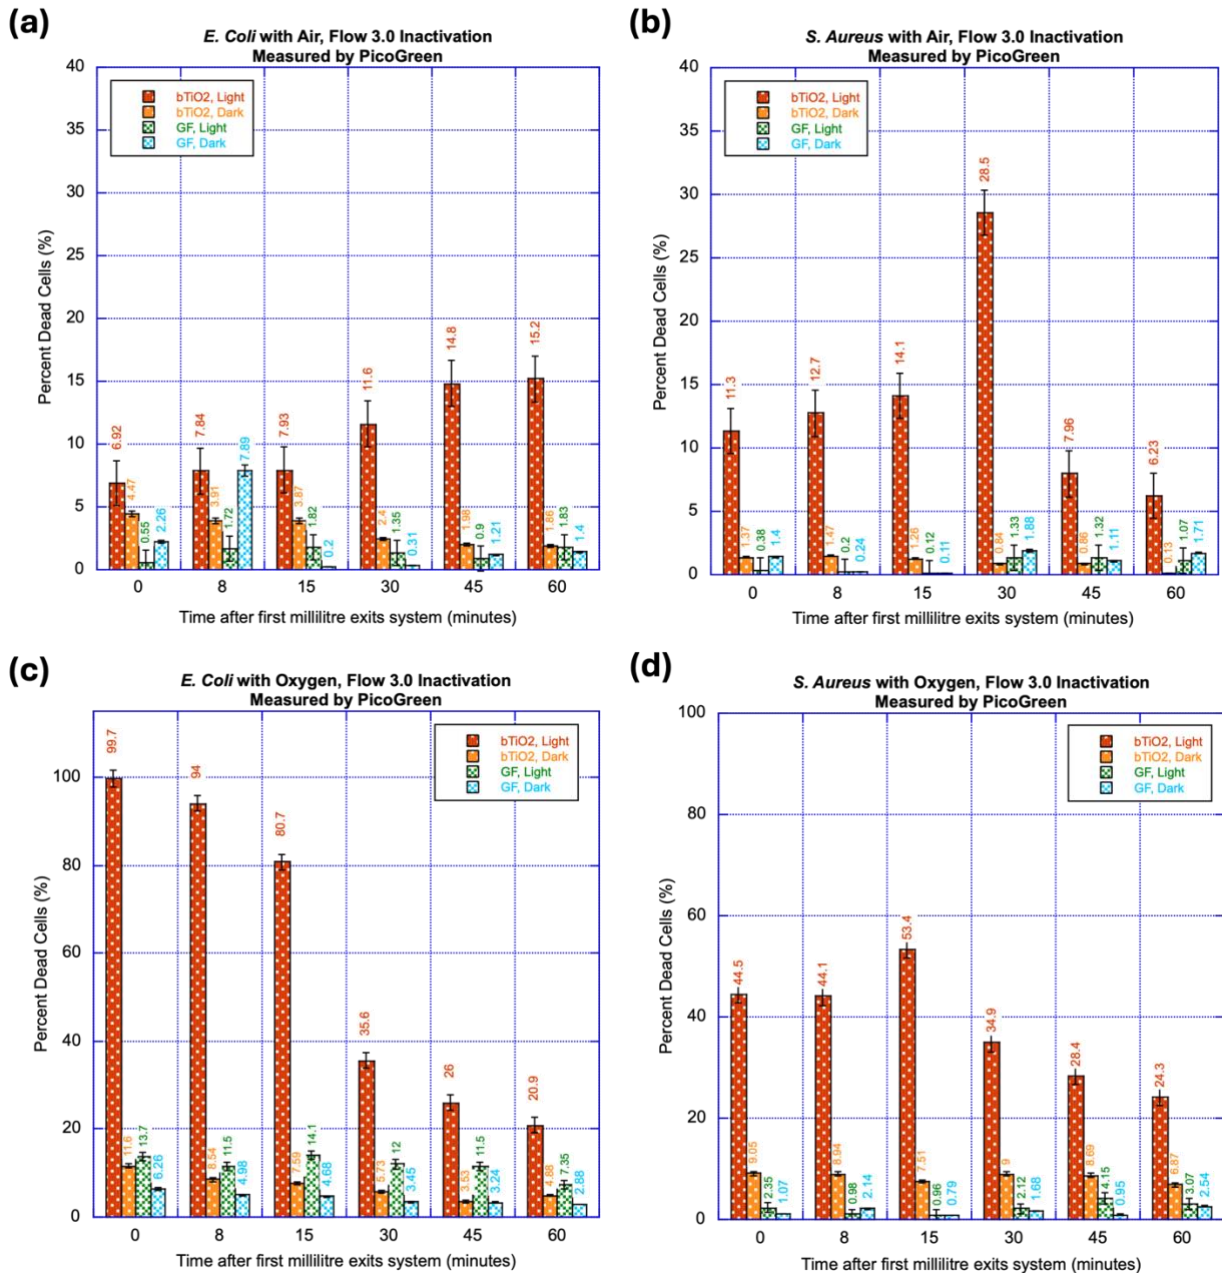 (a)
E. Coli with Air, Flow 3.0 Inactivation
Measured by PicoGreen
bTiO2, Light
bTiO2, Dark
GF, Light
GF, Dark
Percent Dead Cells (%)
40
35
30
25
20
15
10
5
0
6.92 4.47 0.55 2.26
7.84 3.91 1.72 7.89
7.93 3.87 1.82 0.2
11.6 2.4 1.35 0.31
14.8 1.98 0.9 1.21
15.2 1.86 1.83 1.4
0 8 15 30 45 60
Time after first millilitre exits system (minutes)
(b)
S. Aureus with Air, Flow 3.0 Inactivation
Measured by PicoGreen
bTiO2, Light
bTiO2, Dark
GF, Light
GF, Dark
Percent Dead Cells (%)
40
35
30
25
20
15
10
5
0
11.3 1.37 0.38 1.4
12.7 1.47 0.2 0.24
14.1 1.26 0.12 0.11
28.5 0.84 1.33 1.88
7.96 0.86 1.32 1.11
6.23 0.13 1.07 1.71
0 8 15 30 45 60
Time after first millilitre exits system (minutes)
(c)
E. Coli with Oxygen, Flow 3.0 Inactivation
Measured by PicoGreen
bTiO2, Light
bTiO2, Dark
GF, Light
GF, Dark
Percent Dead Cells (%)
100
80
60
40
20
0
99.7 11.6 13.7 6.26
94 8.54 11.5 4.98
80.7 7.59 14.1 4.68
35.6 5.73 12 3.45
26 3.53 11.5 3.24
20.9 4.88 7.35 2.88
0 8 15 30 45 60
Time after first millilitre exits system (minutes)
(d)
S. Aureus with Oxygen, Flow 3.0 Inactivation
Measured by PicoGreen
bTiO2, Light
bTiO2, Dark
GF, Light
GF, Dark
Percent Dead Cells (%)
100
80
60
40
20
0
44.5 9.05 2.35 1.07
44.1 8.94 0.98 2.14
53.4 7.51 0.96 0.79
34.9 9 2.12 1.68
28.4 8.69 4.15 0.95
24.3 6.87 3.07 2.54
0 8 15 30 45 60
Time after first millilitre exits system (minutes)